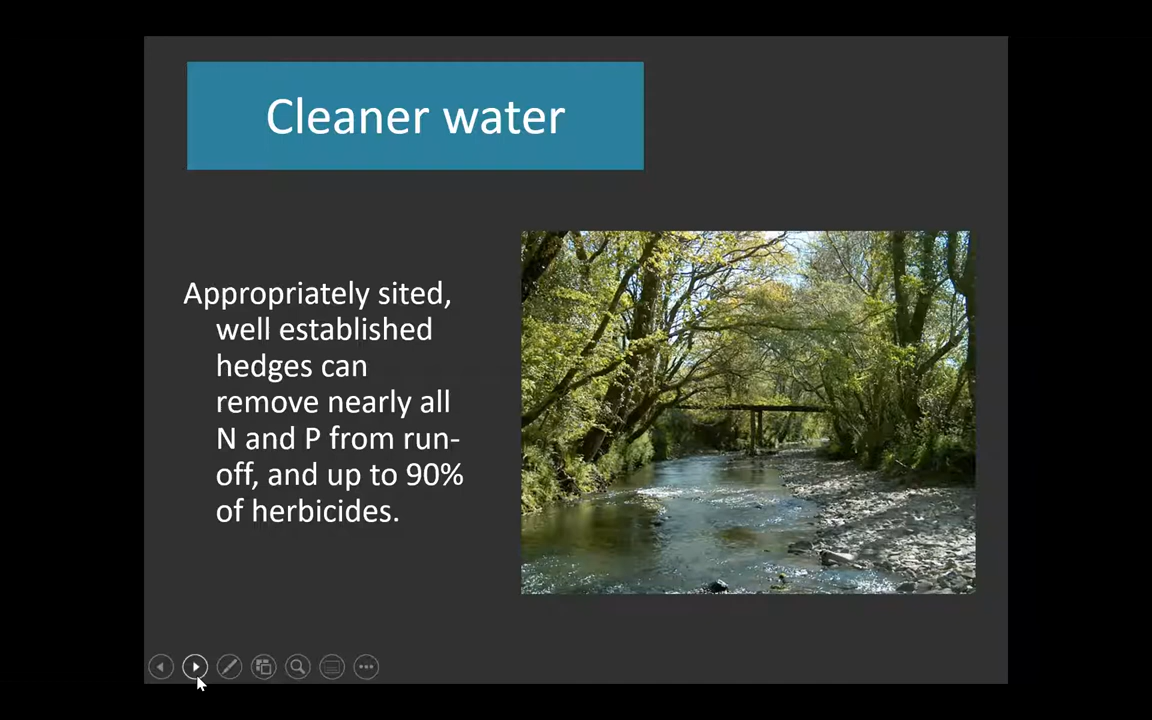 Cleaner water
Appropriately sited,
well established
hedges can
remove nearly all
N and P from run-
off, and up to 90%
of herbicides.